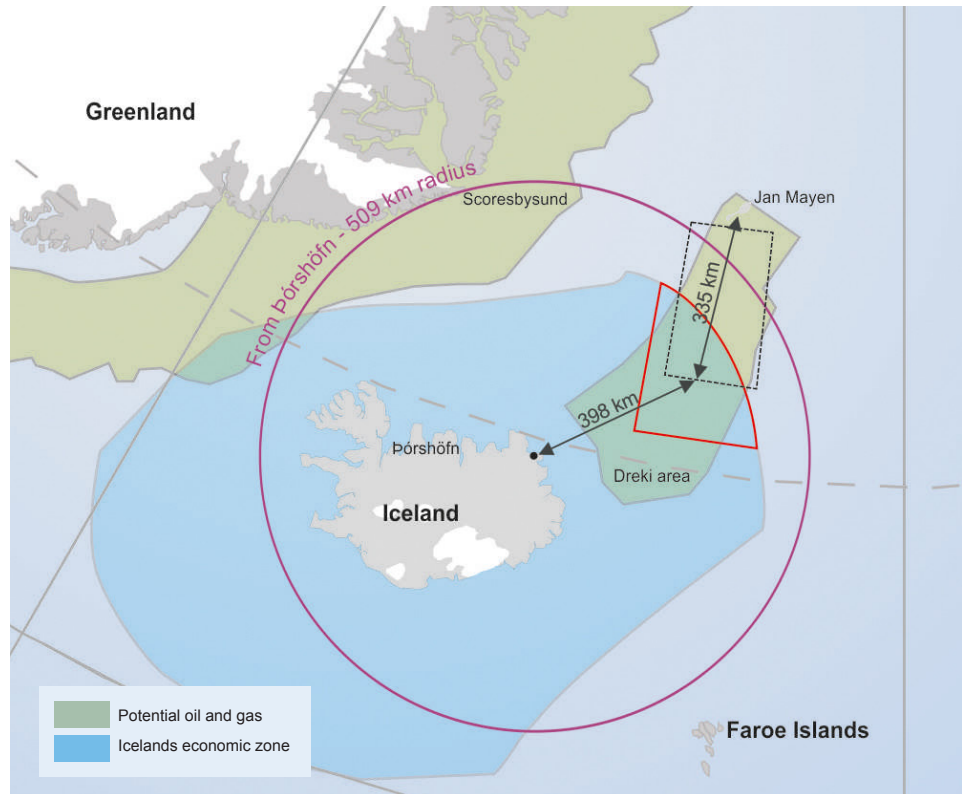 Greenland
From Þórshöfn - 509 km radius
Scoresbysund
Jan Mayen
335 km
398 km
Þórshöfn
Dreki area
Iceland
Faroe Islands
Potential oil and gas
Icelands economic zone